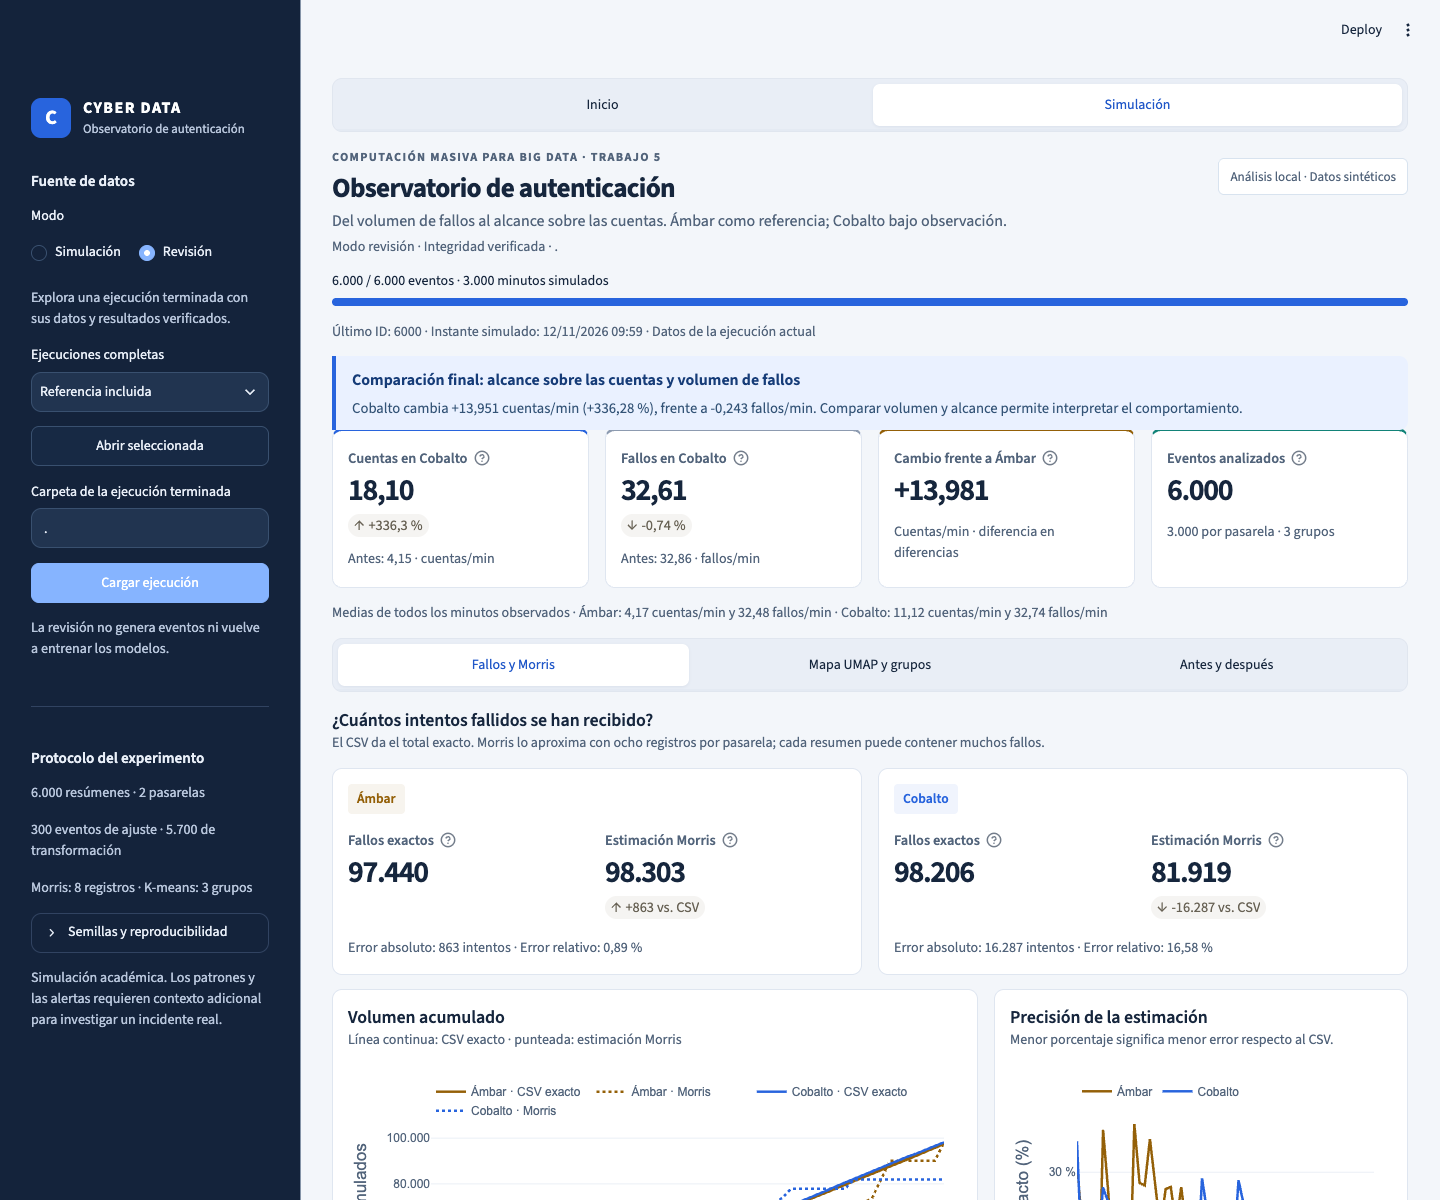 Deploy
C
CYBER DATA
Observatorio de autenticación
Fuente de datos
Modo
Simulación
Revisión
Explora una ejecución terminada con
sus datos y resultados verificados.
Ejecuciones completas
Referencia incluida
Abrir seleccionada
Carpeta de la ejecución terminada
.
Cargar ejecución
La revisión no genera eventos ni vuelve
a entrenar los modelos.
Protocolo del experimento
6.000 resúmenes · 2 pasarelas
300 eventos de ajuste · 5.700 de
transformación
Morris: 8 registros · K-means: 3 grupos
Semillas y reproducibilidad
Simulación académica. Los patrones y
las alertas requieren contexto adicional
para investigar un incidente real.
Inicio
Simulación
COMPUTACIÓN MASIVA PARA BIG DATA · TRABAJO 5
Observatorio de autenticación
Análisis local · Datos sintéticos
Del volumen de fallos al alcance sobre las cuentas. Ámbar como referencia; Cobalto bajo observación.
Modo revisión · Integridad verificada · .
6.000 / 6.000 eventos · 3.000 minutos simulados
Último ID: 6000 · Instante simulado: 12/11/2026 09:59 · Datos de la ejecución actual
Comparación final: alcance sobre las cuentas y volumen de fallos
Cobalto cambia +13,951 cuentas/min (+336,28 %), frente a -0,243 fallos/min. Comparar volumen y alcance permite interpretar el comportamiento.
Cuentas en Cobalto
18,10
↑ +336,3 %
Antes: 4,15 · cuentas/min
Fallos en Cobalto
32,61
↓ -0,74 %
Antes: 32,86 · fallos/min
Cambio frente a Ámbar
+13,981
Cuentas/min · diferencia en
diferencias
Eventos analizados
6.000
3.000 por pasarela · 3 grupos
Medias de todos los minutos observados · Ámbar: 4,17 cuentas/min y 32,48 fallos/min · Cobalto: 11,12 cuentas/min y 32,74 fallos/min
Fallos y Morris
Mapa UMAP y grupos
Antes y después
¿Cuántos intentos fallidos se han recibido?
El CSV da el total exacto. Morris lo aproxima con ocho registros por pasarela; cada resumen puede contener muchos fallos.
Ámbar
Fallos exactos
97.440
Estimación Morris
98.303
↑ +863 vs. CSV
Error absoluto: 863 intentos · Error relativo: 0,89 %
Cobalto
Fallos exactos
98.206
Estimación Morris
81.919
↓ -16.287 vs. CSV
Error absoluto: 16.287 intentos · Error relativo: 16,58 %
Volumen acumulado
Línea continua: CSV exacto · punteada: estimación Morris
Ámbar · CSV exacto
Ámbar · Morris
Cobalto · CSV exacto
Cobalto · Morris
100.000
80.000
mulados
Precisión de la estimación
Menor porcentaje significa menor error respecto al CSV.
Ámbar
Cobalto
30 %
acto (%)